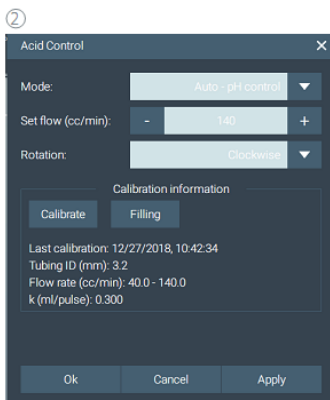 ②
Acid Control ×
Mode: Auto - pH control
Set flow (cc/min): - 140 +
Rotation: Clockwise
Calibration information
Calibrate Filling
Last calibration: 12/27/2018, 10:42:34
Tubing ID (mm): 3.2
Flow rate (cc/min): 40.0 - 140.0
k (ml/pulse): 0.300
Ok Cancel Apply